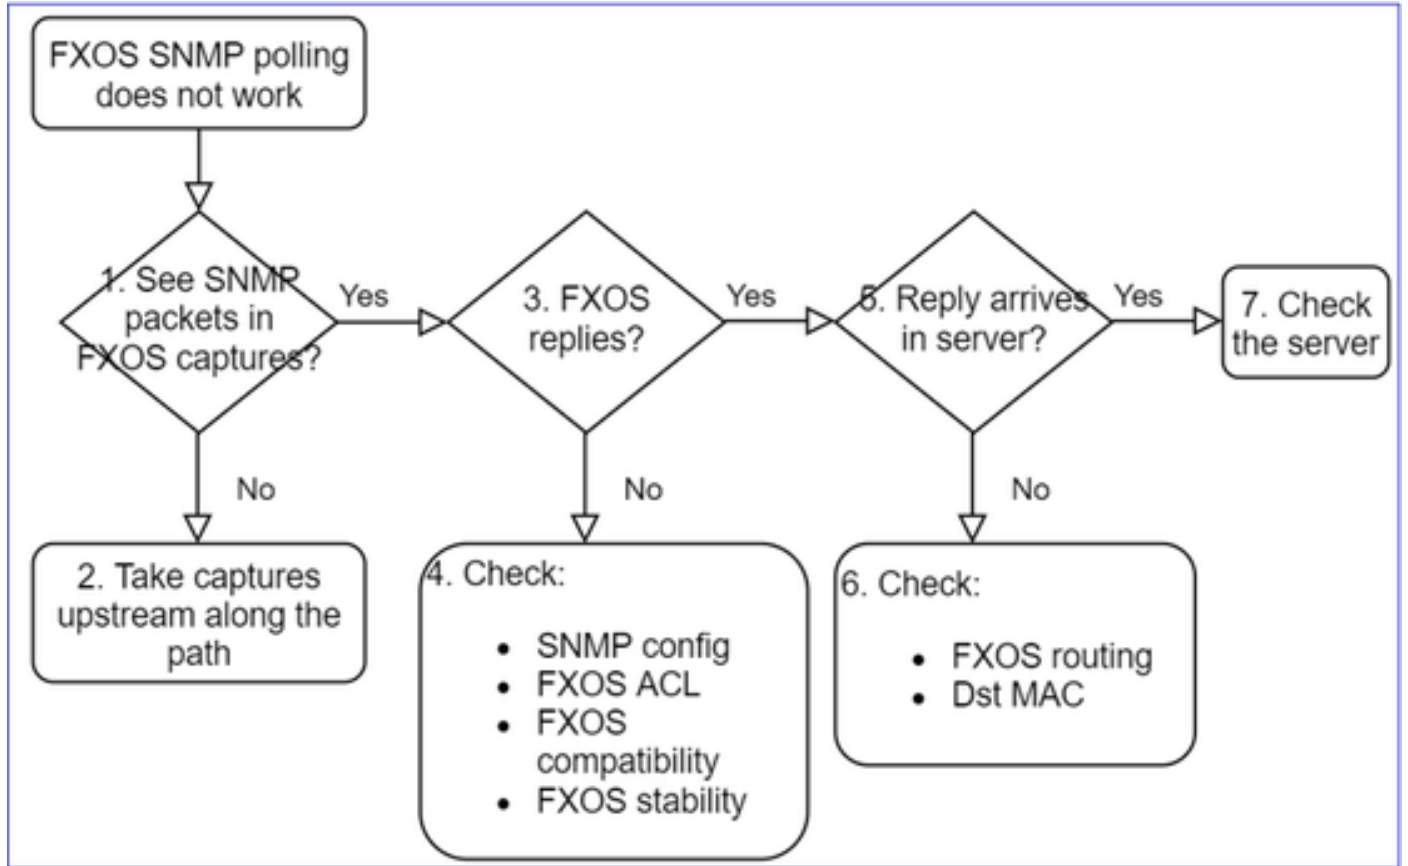 FXOS SNMP polling
does not work
1. See SNMP
packets in
FXOS captures?
Yes
3. FXOS
replies?
Yes
5. Reply arrives
in server?
Yes
7. Check
the server
No
No
No
2. Take captures
upstream along the
path
4. Check:
• SNMP config
• FXOS ACL
• FXOS
compatibility
• FXOS stability
6. Check:
• FXOS routing
• Dst MAC